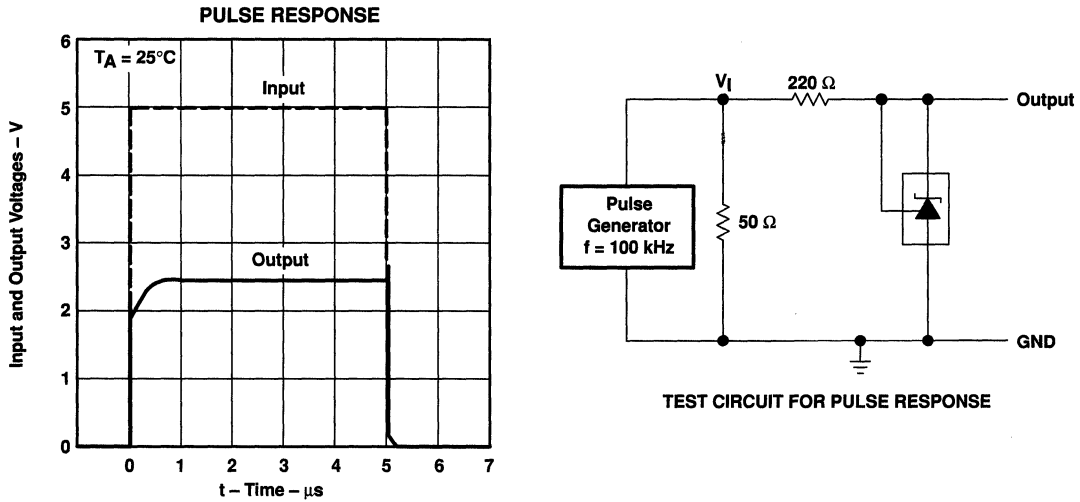 PULSE RESPONSE
6
TA = 25°C
Input
5
4
3
Output
2
1
0
Input and Output Voltages – V
0 1 2 3 4 5 6 7
t – Time – μs
VI
220 Ω
Output
Pulse
Generator
f = 100 kHz
50 Ω
GND
TEST CIRCUIT FOR PULSE RESPONSE